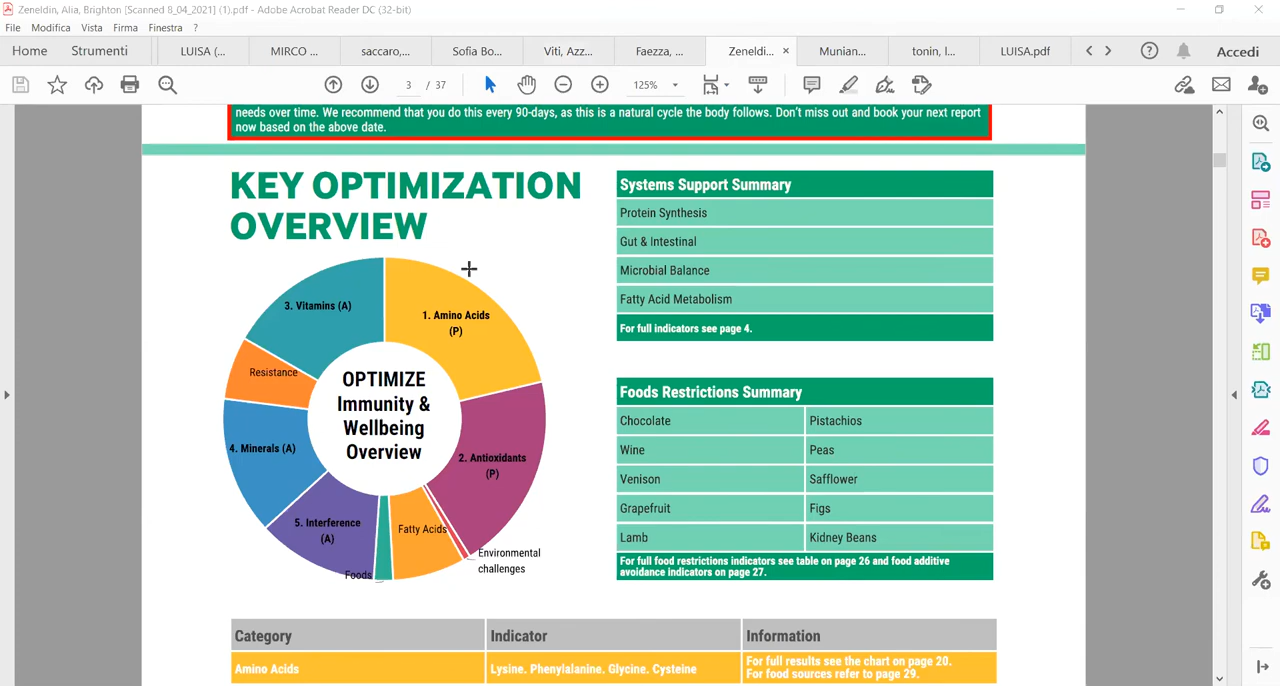 Zeneldin, Alia, Brighton [Scanned 8_04_2021] (1).pdf - Adobe Acrobat Reader DC (32-bit)
File Modifica Vista Firma Finestra ?
Home Strumenti LUISA (... MIRCO ... saccaro,... Sofia Bo... Viti, Azz... Faezza, ... Zeneldi... × Munian... tonin, l... LUISA.pdf Accedi
3 / 37 125%
needs over time. We recommend that you do this every 90-days, as this is a natural cycle the body follows. Don't miss out and book your next report
now based on the above date.
KEY OPTIMIZATION
OVERVIEW
3. Vitamins (A)
1. Amino Acids
(P)
Resistance
OPTIMIZE
Immunity &
Wellbeing
Overview
4. Minerals (A)
2. Antioxidants
(P)
5. Interference
(A)
Fatty Acids
Environmental
challenges
Foods
Systems Support Summary
Protein Synthesis
Gut & Intestinal
Microbial Balance
Fatty Acid Metabolism
For full indicators see page 4.
Foods Restrictions Summary
Chocolate Pistachios
Wine Peas
Venison Safflower
Grapefruit Figs
Lamb Kidney Beans
For full food restrictions indicators see table on page 26 and food additive
avoidance indicators on page 27.
Category Indicator Information
Amino Acids Lysine. Phenylalanine. Glycine. Cysteine For full results see the chart on page 20.
For food sources refer to page 29.